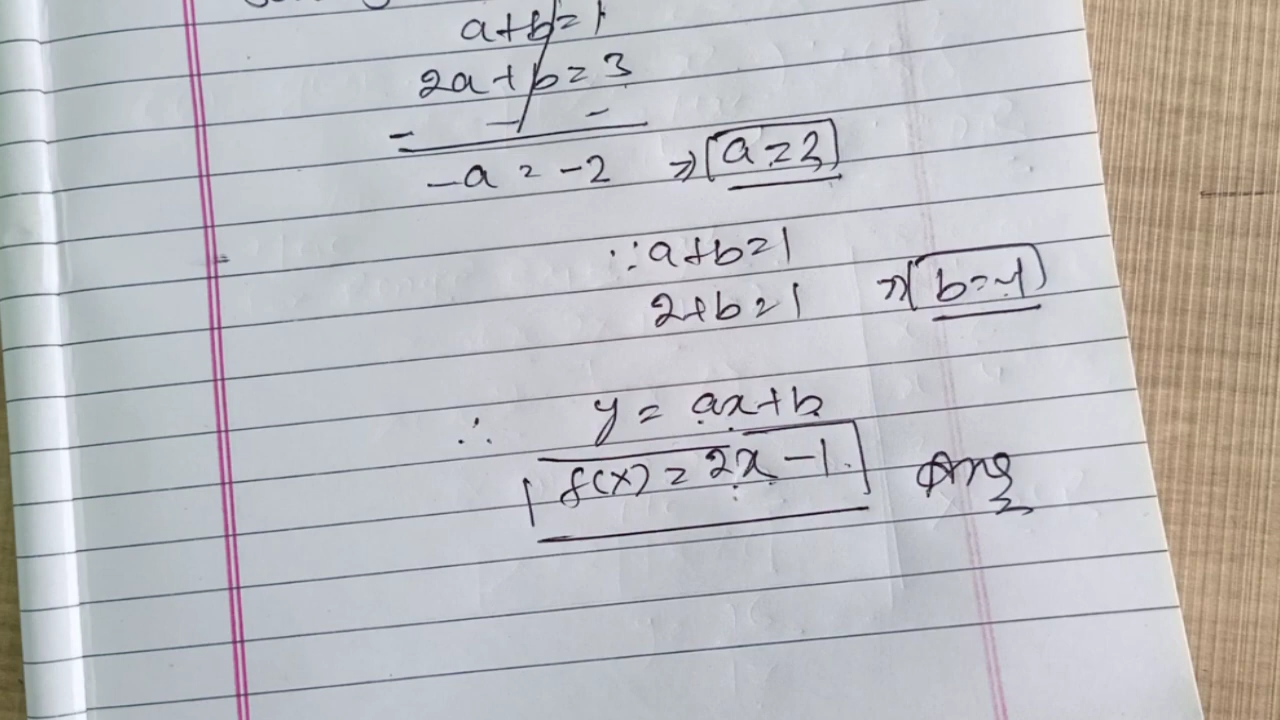 a+b=1
2a+b=3
- - -
-a = -2 ⇒ a=2
∵ a+b=1
2+b=1 ⇒ b=-1
∴ y = ax+b
f(x) = 2x-1. Ans